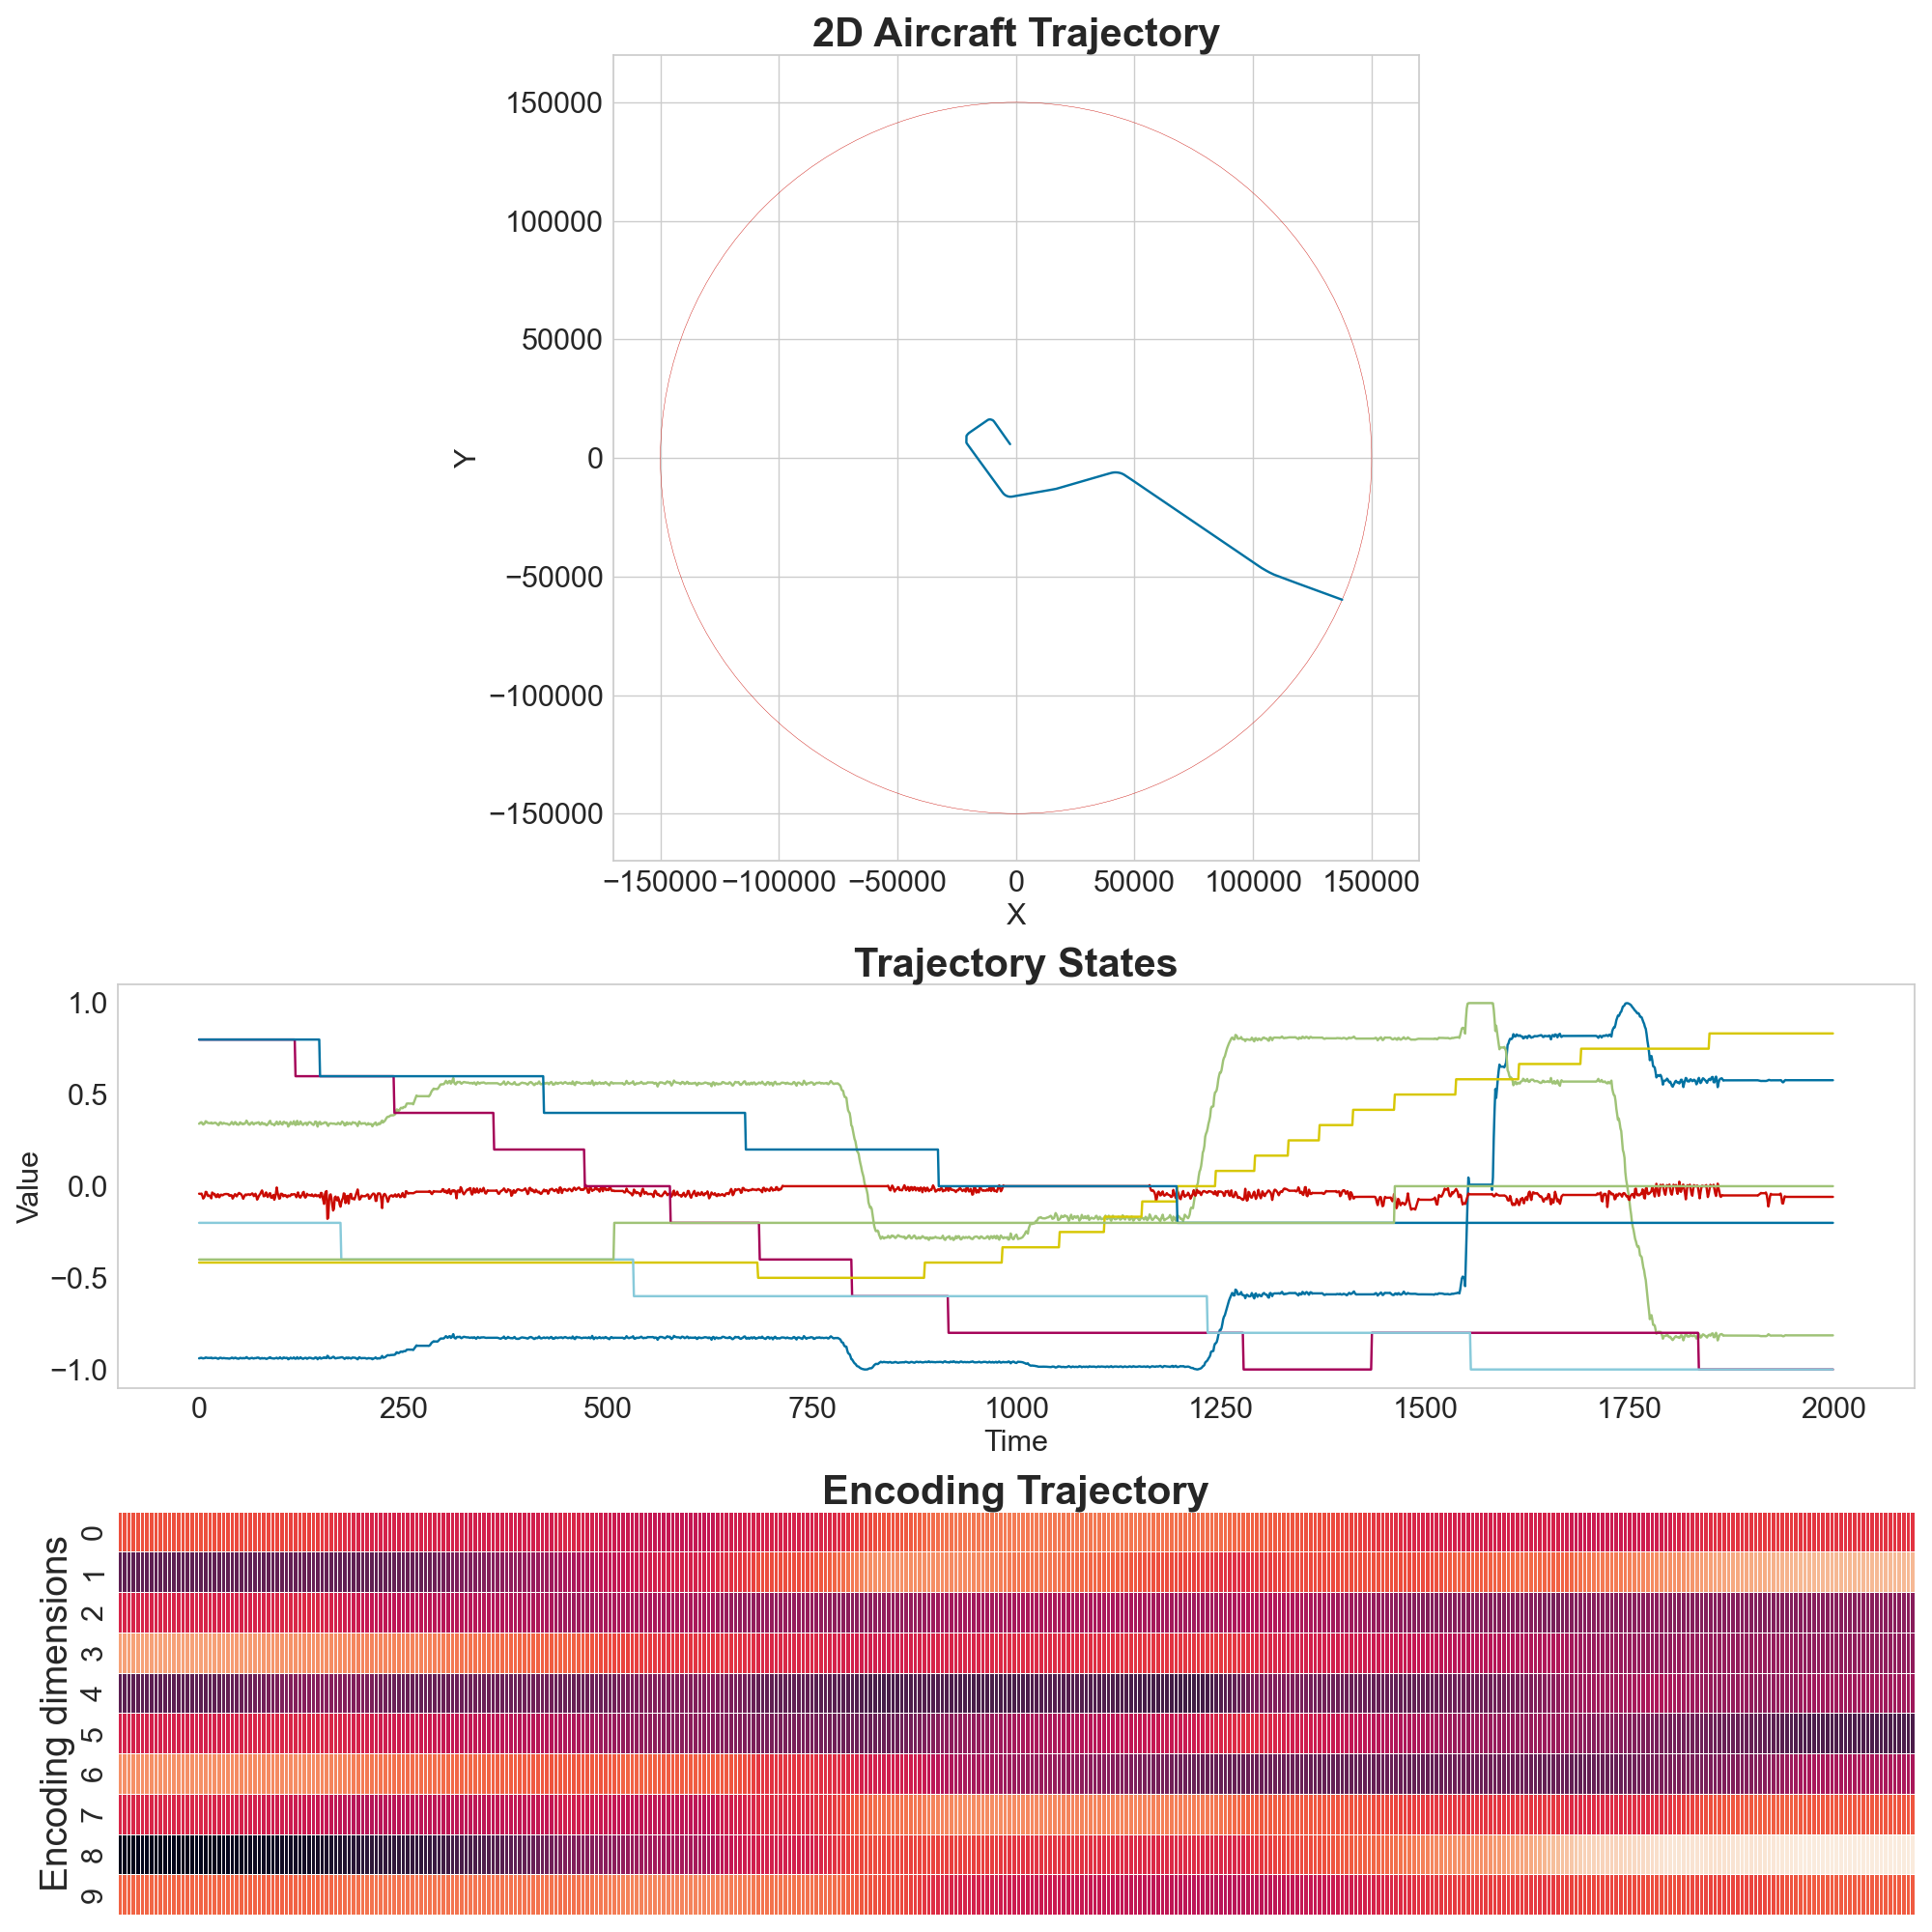 2D Aircraft Trajectory
150000
100000
50000
0
−50000
−100000
−150000
Y
−150000 −100000 −50000 0 50000 100000 150000
X
Trajectory States
1.0
0.5
0.0
−0.5
−1.0
Value
0 250 500 750 1000 1250 1500 1750 2000
Time
Encoding Trajectory
Encoding dimensions
0
1
2
3
4
5
6
7
8
9